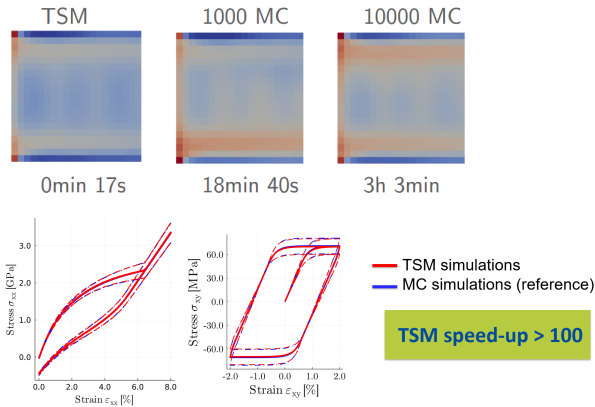 TSM
1000 MC
10000 MC
0min 17s
18min 40s
3h 3min
Stress σxx [GPa]
3.0
2.0
1.0
0.0
0.0 2.0 4.0 6.0 8.0
Strain εxx [%]
Stress σxy [MPa]
60.0
30.0
0.0
-30.0
-60.0
-2.0 -1.0 0.0 1.0 2.0
Strain εxy [%]
TSM simulations
MC simulations (reference)
TSM speed-up > 100